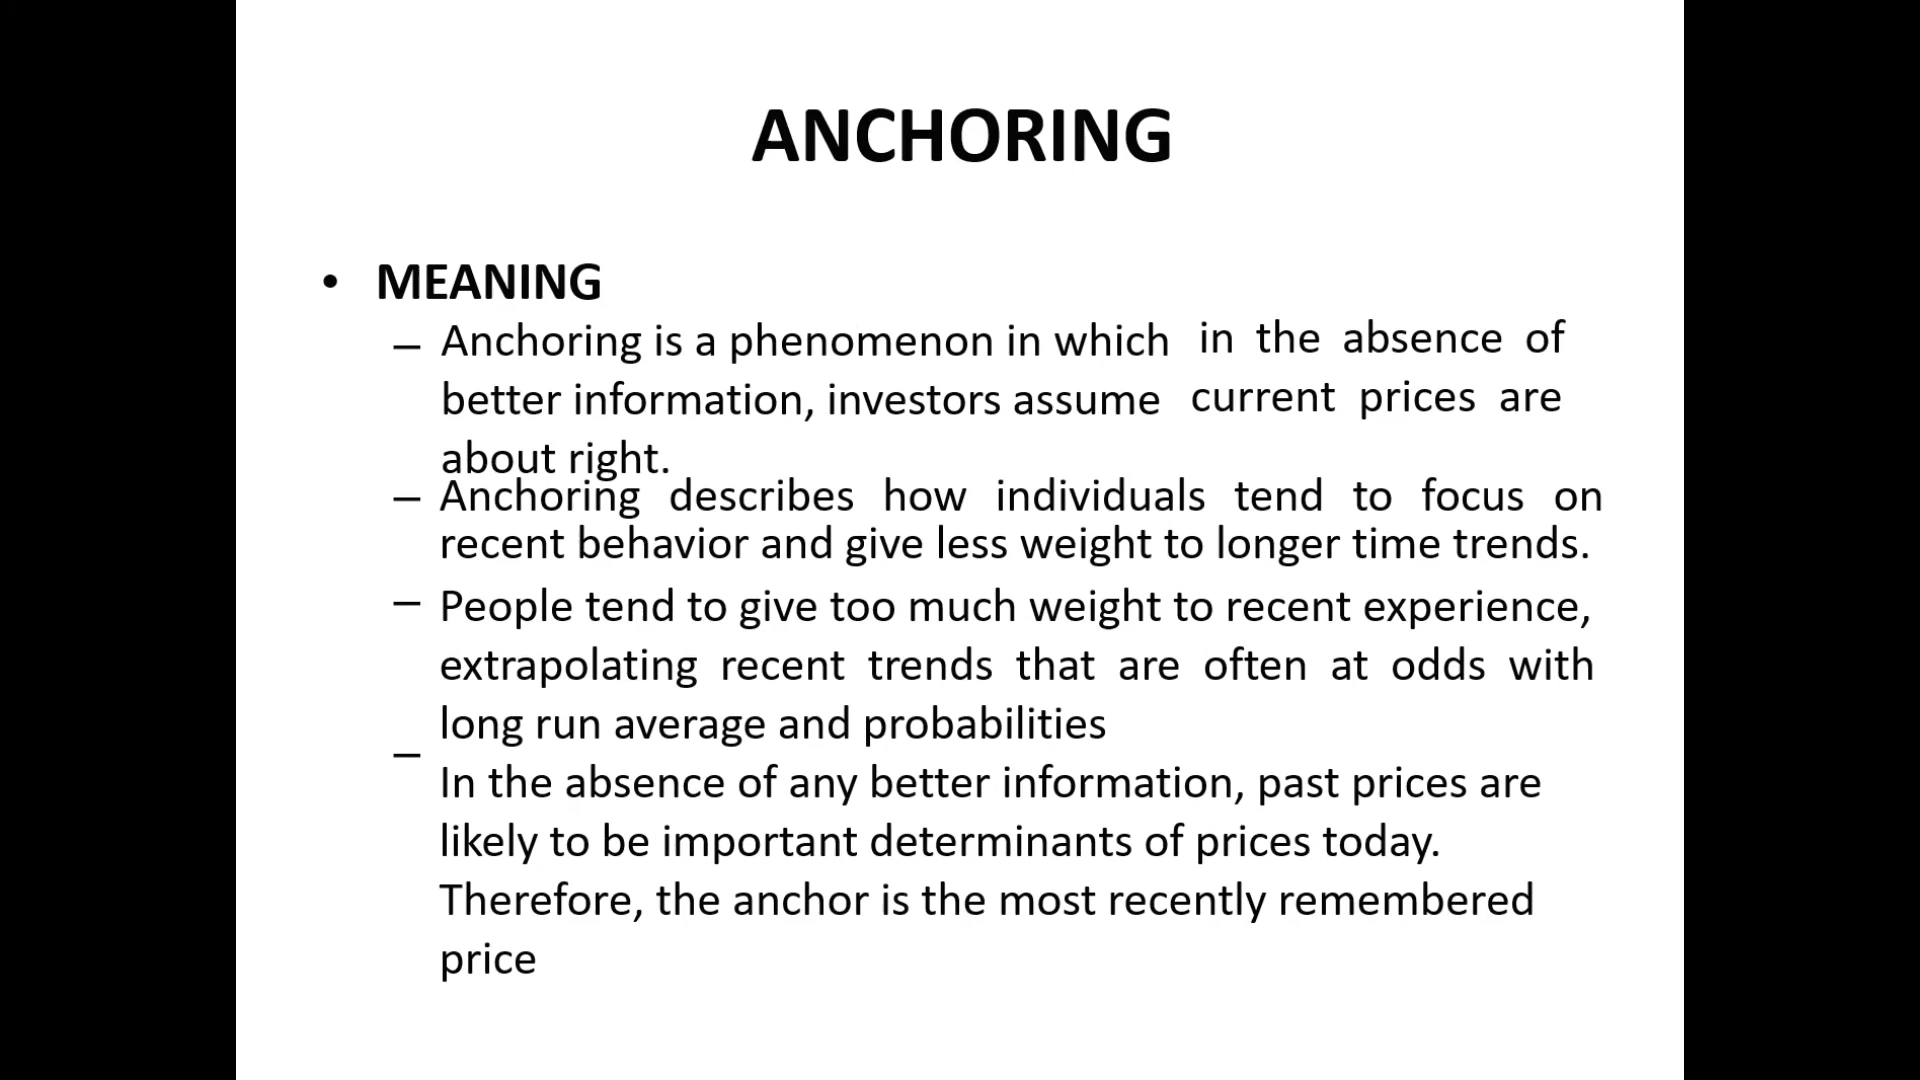 ANCHORING
• MEANING
– Anchoring is a phenomenon in which in the absence of
better information, investors assume current prices are
about right.
– Anchoring describes how individuals tend to focus on
recent behavior and give less weight to longer time trends.
– People tend to give too much weight to recent experience,
extrapolating recent trends that are often at odds with
long run average and probabilities
– In the absence of any better information, past prices are
likely to be important determinants of prices today.
Therefore, the anchor is the most recently remembered
price